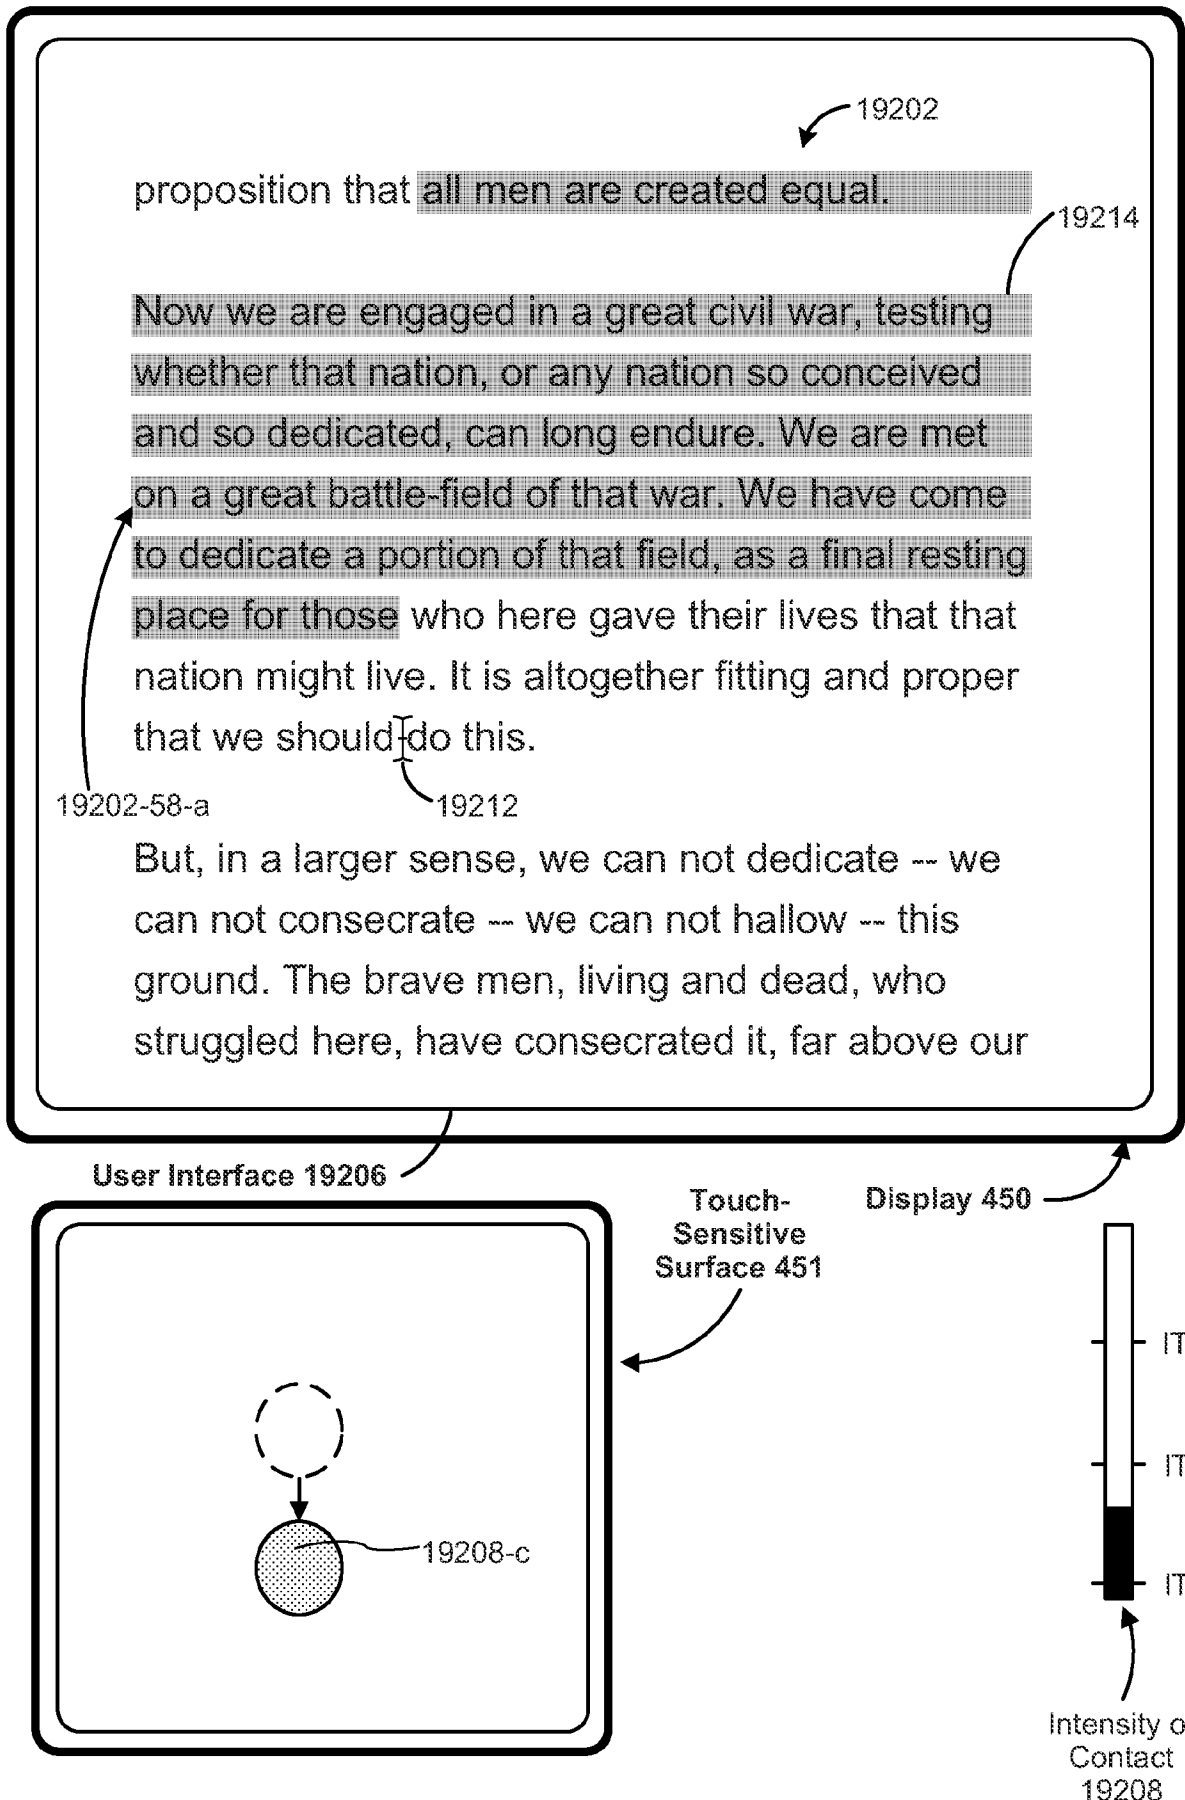 19202
proposition that all men are created equal.
19214
Now we are engaged in a great civil war, testing
whether that nation, or any nation so conceived
and so dedicated, can long endure. We are met
on a great battle-field of that war. We have come
to dedicate a portion of that field, as a final resting
place for those who here gave their lives that that
nation might live. It is altogether fitting and proper
that we should do this.
19202-58-a
19212
But, in a larger sense, we can not dedicate -- we
can not consecrate -- we can not hallow -- this
ground. The brave men, living and dead, who
struggled here, have consecrated it, far above our
User Interface 19206
Touch-
Sensitive
Surface 451
Display 450
IT
IT
19208-c
IT
Intensity o
Contact
19208